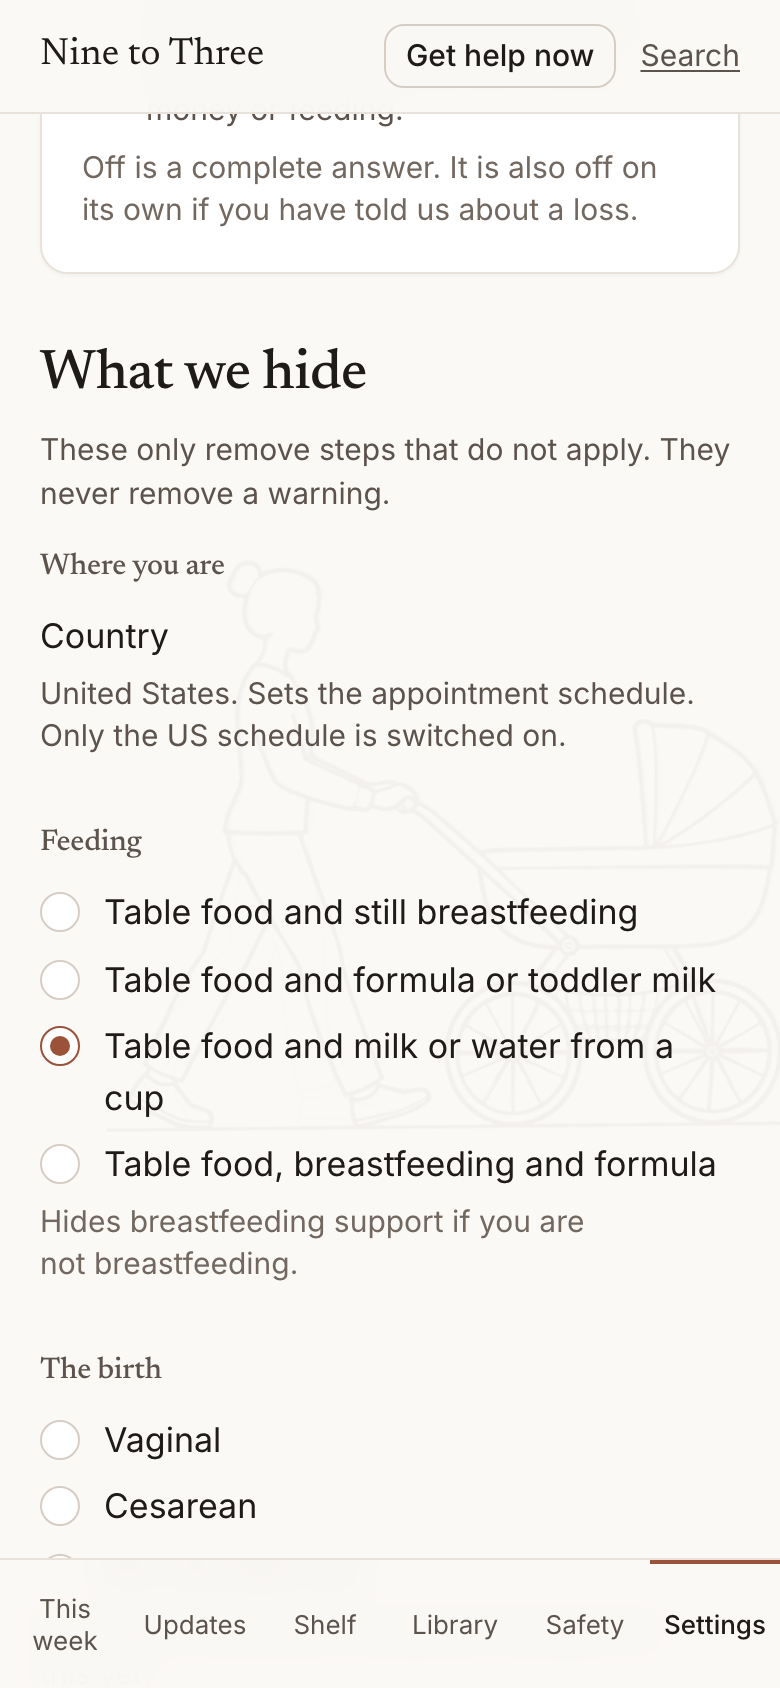 Nine to Three
Get help now
Search
money or feeding.
Off is a complete answer. It is also off on
its own if you have told us about a loss.
What we hide
These only remove steps that do not apply. They
never remove a warning.
Where you are
Country
United States. Sets the appointment schedule.
Only the US schedule is switched on.
Feeding
Table food and still breastfeeding
Table food and formula or toddler milk
Table food and milk or water from a
cup
Table food, breastfeeding and formula
Hides breastfeeding support if you are
not breastfeeding.
The birth
Vaginal
Cesarean
This
week
Updates
Shelf
Library
Safety
Settings